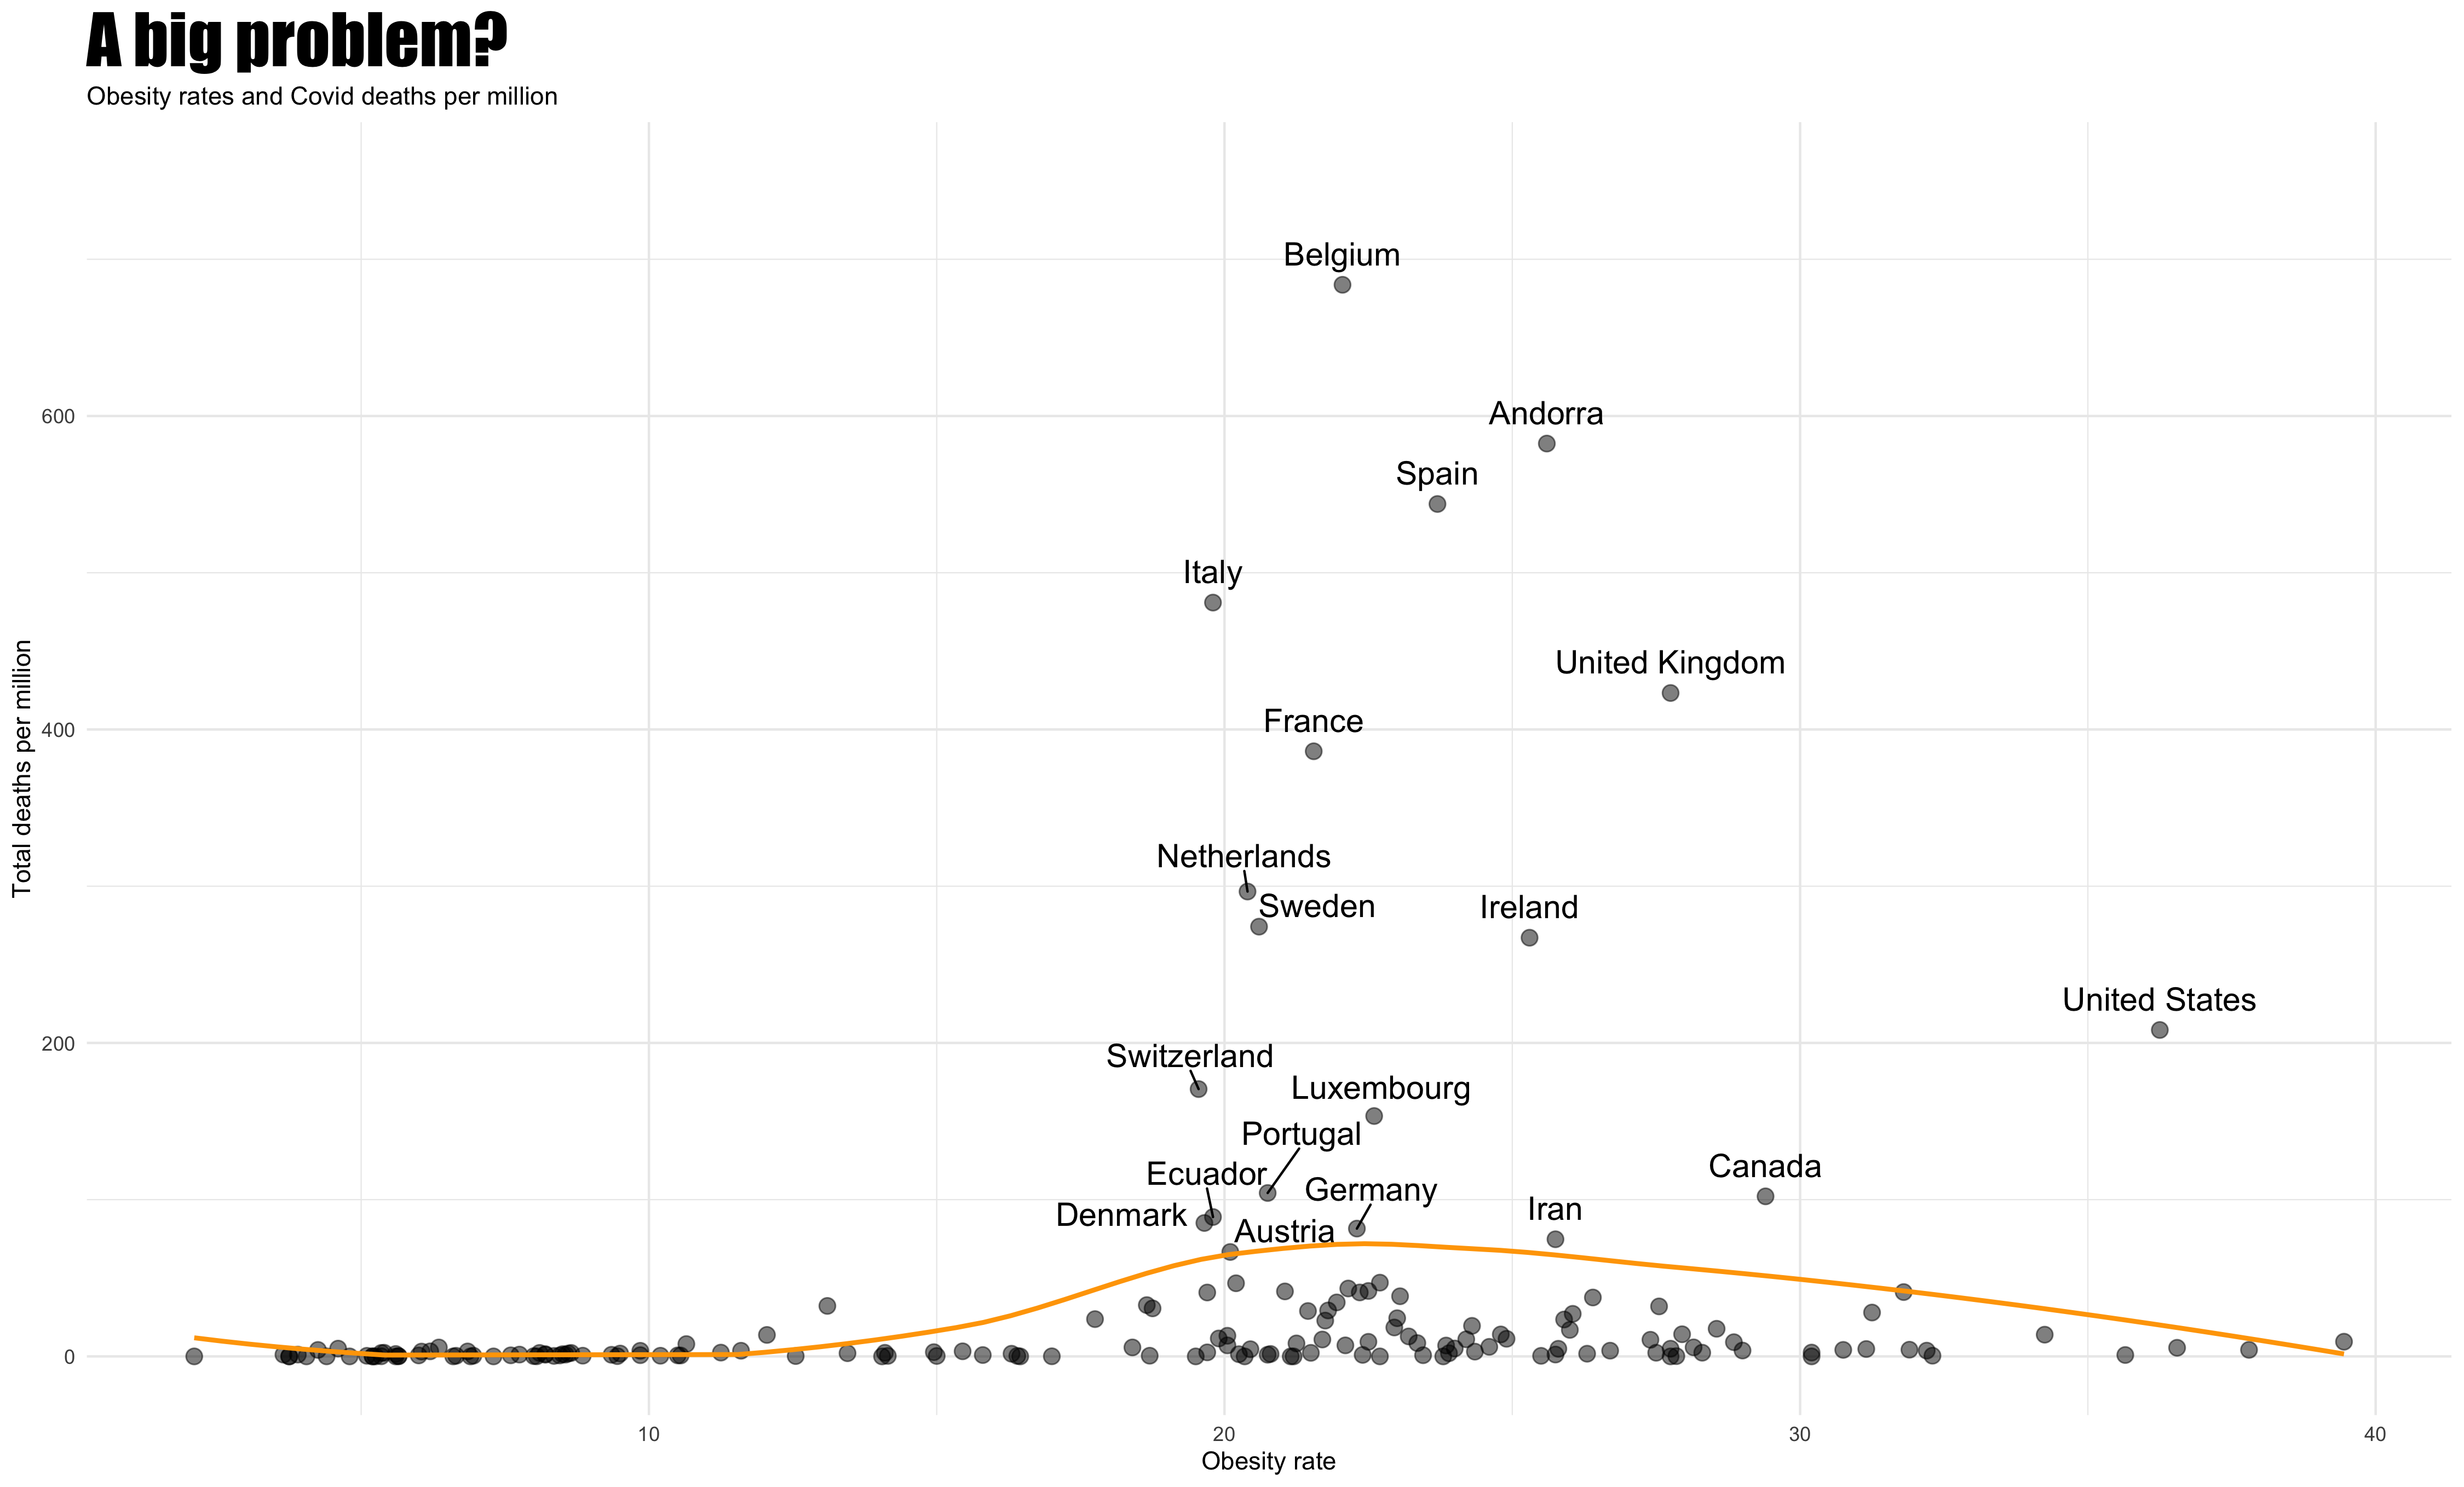 A big problem?
Obesity rates and Covid deaths per million
Belgium
Andorra
600
Spain
Italy
United Kingdom
France
400
Total deaths per million
Netherlands
Sweden
Ireland
United States
200
Switzerland
Luxembourg
Portugal
Ecuador
Canada
Germany
Iran
Denmark
Austria
0
10
20
30
40
Obesity rate